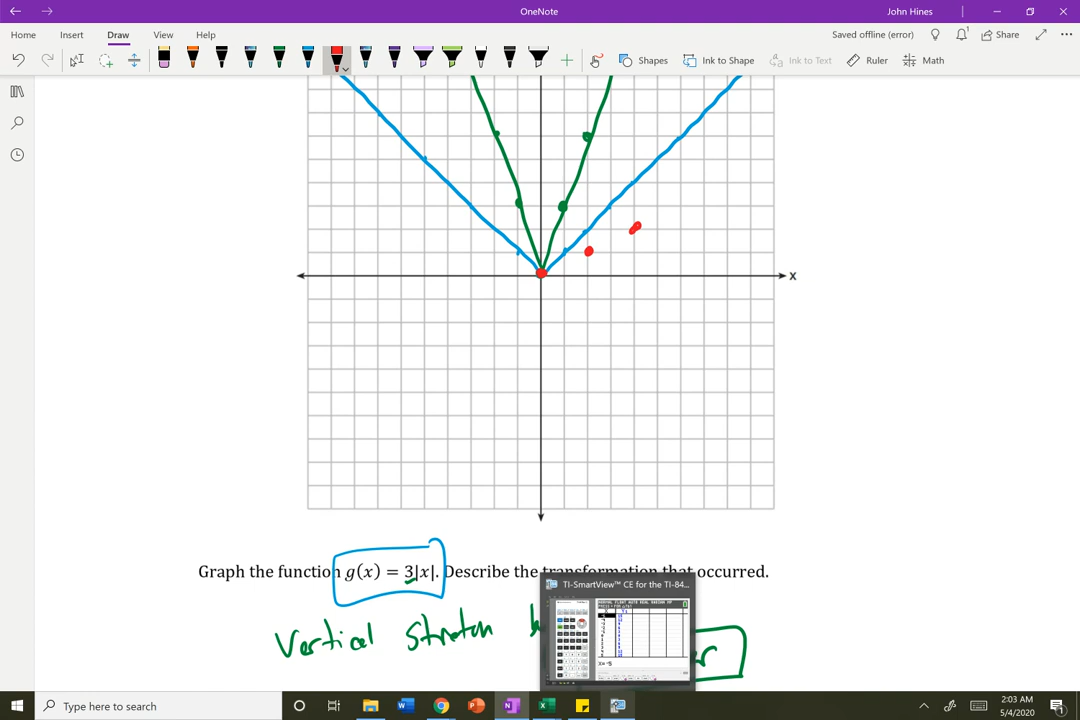 OneNote
John Hines
Home Insert Draw View Help
Saved offline (error)
Share
Shapes
Ink to Shape
Ink to Text
Ruler
Math
x
Graph the function g(x) = 3|x|. Describe the transformation that occurred.
TI-SmartView™ CE for the TI-84...
Vertical Stretch
Type here to search
2:03 AM
5/4/2020